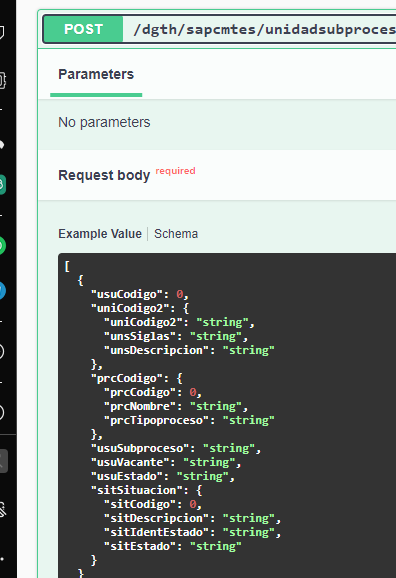 POST /dgth/sapcmtes/unidadsubproces
Parameters
No parameters
Request body required
Example Value | Schema
[
  {
    "usuCodigo": 0,
    "uniCodigo2": {
      "uniCodigo2": "string",
      "unsSiglas": "string",
      "unsDescripcion": "string"
    },
    "prcCodigo": {
      "prcCodigo": 0,
      "prcNombre": "string",
      "prcTipoproceso": "string"
    },
    "usuSubproceso": "string",
    "usuVacante": "string",
    "usuEstado": "string",
    "sitSituacion": {
      "sitCodigo": 0,
      "sitDescripcion": "string",
      "sitIdentEstado": "string",
      "sitEstado": "string"
    }
  }